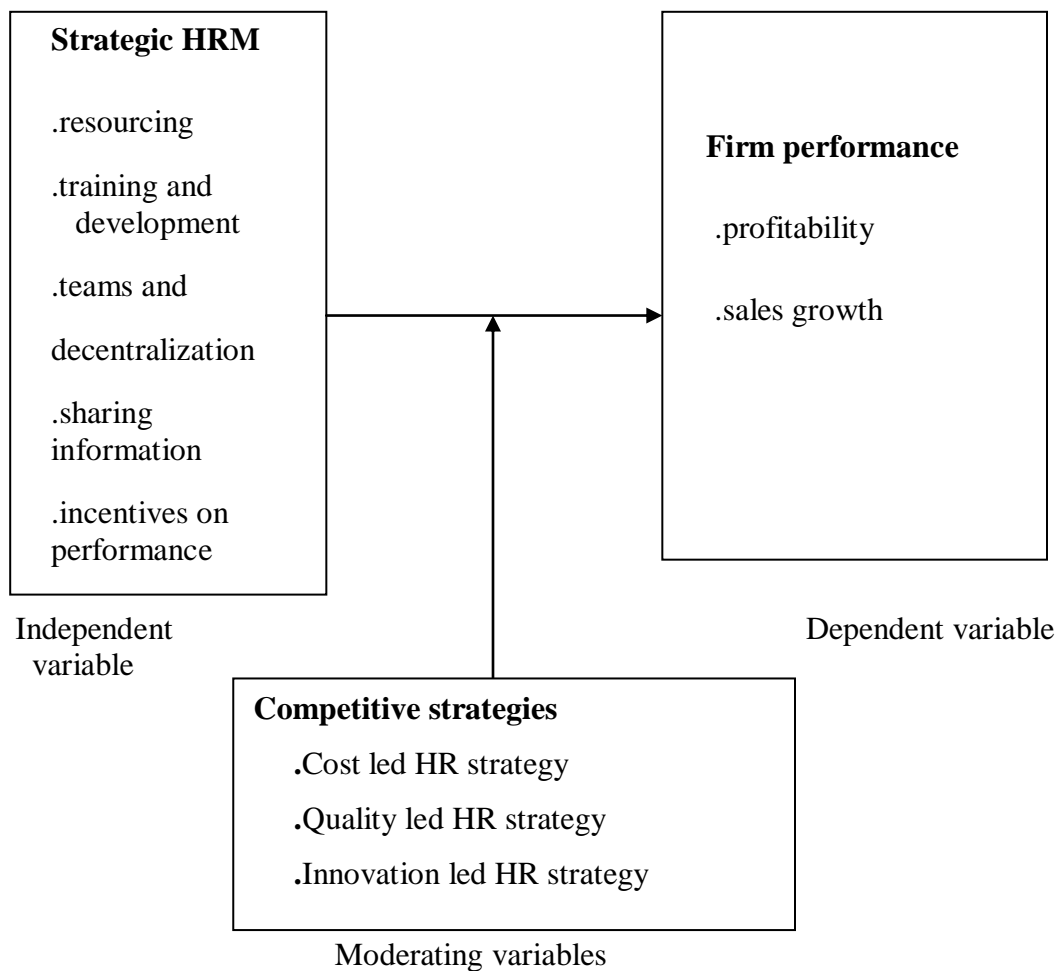 Strategic HRM
.resourcing
.training and
development
.teams and
decentralization
.sharing
information
.incentives on
performance
Independent
variable
Firm performance
.profitability
.sales growth
Dependent variable
Competitive strategies
.Cost led HR strategy
.Quality led HR strategy
.Innovation led HR strategy
Moderating variables